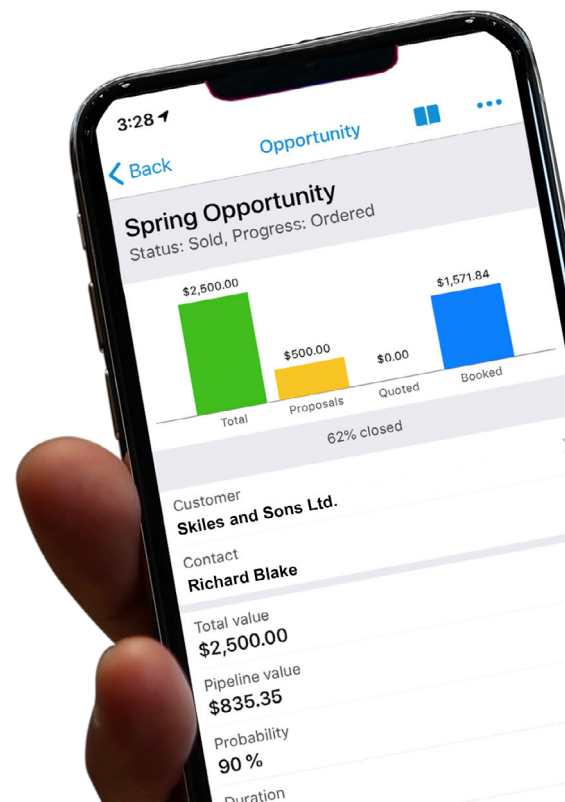 3:28
Back
Opportunity
Spring Opportunity
Status: Sold, Progress: Ordered
$2,500.00
$500.00
$0.00
$1,571.84
Total
Proposals
Quoted
Booked
62% closed
Customer
Skiles and Sons Ltd.
Contact
Richard Blake
Total value
$2,500.00
Pipeline value
$835.35
Probability
90 %
Duration